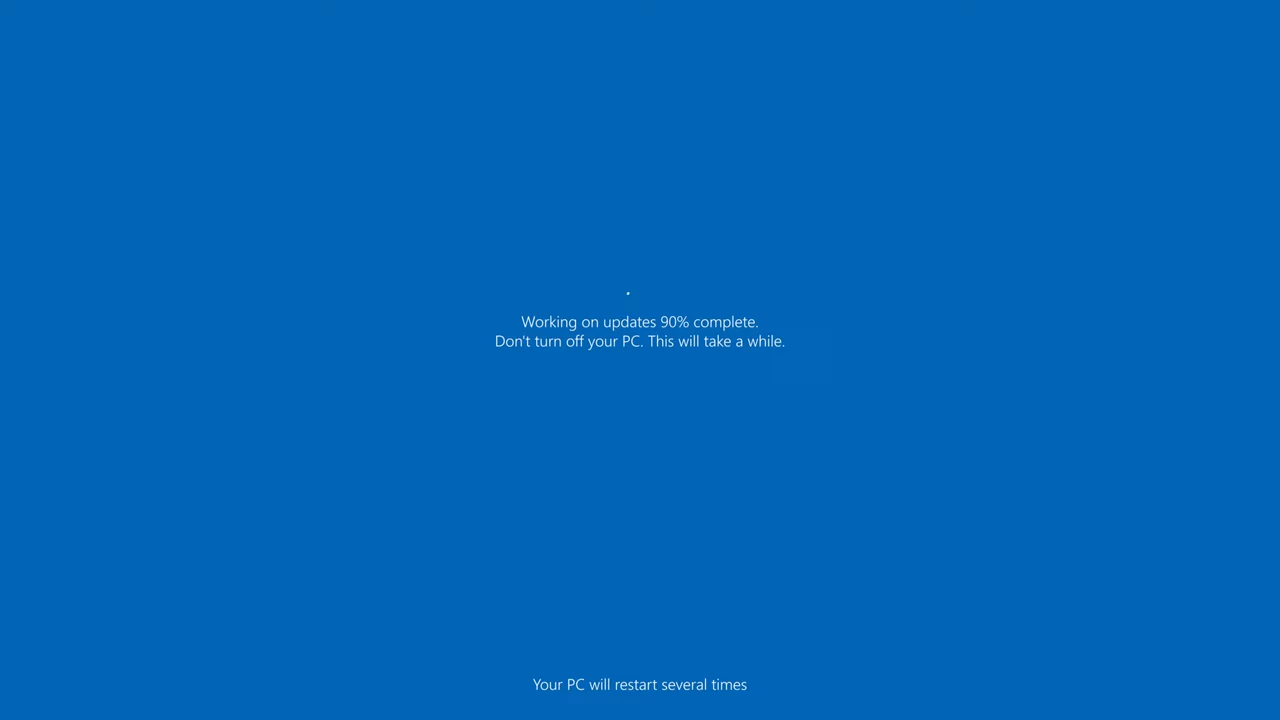 Working on updates 90% complete.
Don't turn off your PC. This will take a while.
Your PC will restart several times